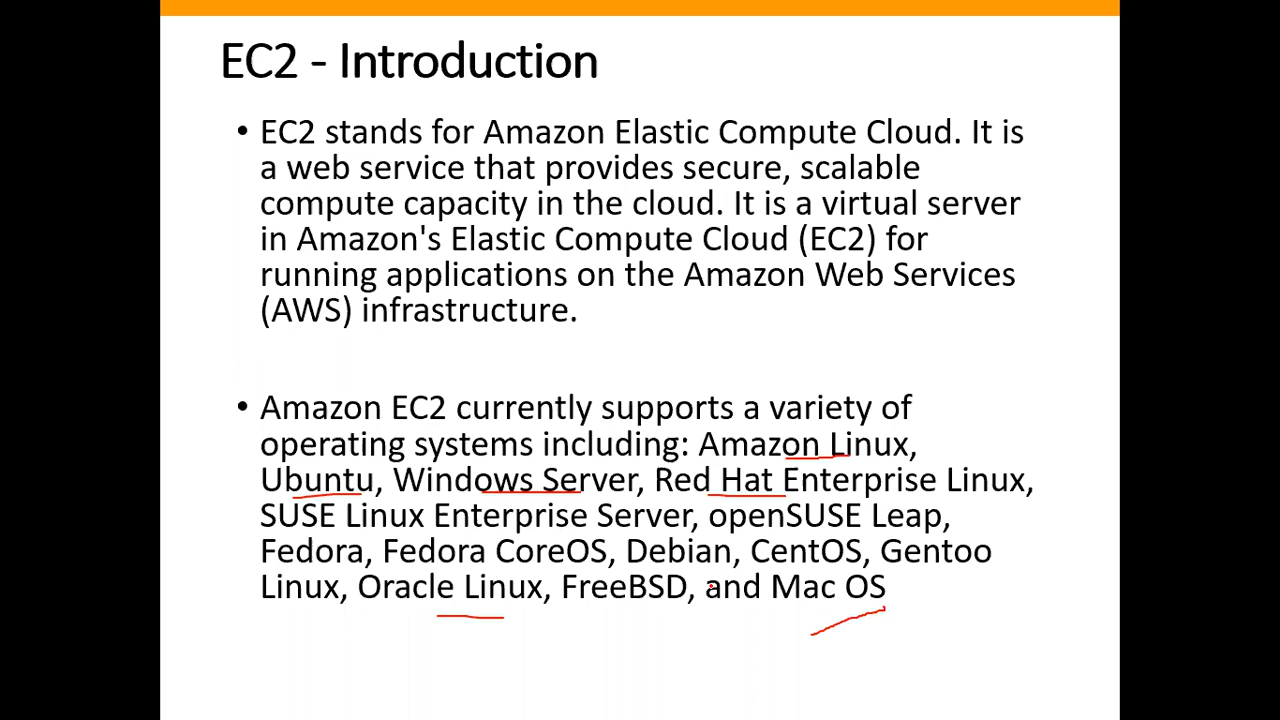 EC2 - Introduction
• EC2 stands for Amazon Elastic Compute Cloud. It is
a web service that provides secure, scalable
compute capacity in the cloud. It is a virtual server
in Amazon's Elastic Compute Cloud (EC2) for
running applications on the Amazon Web Services
(AWS) infrastructure.
• Amazon EC2 currently supports a variety of
operating systems including: Amazon Linux,
Ubuntu, Windows Server, Red Hat Enterprise Linux,
SUSE Linux Enterprise Server, openSUSE Leap,
Fedora, Fedora CoreOS, Debian, CentOS, Gentoo
Linux, Oracle Linux, FreeBSD, and Mac OS